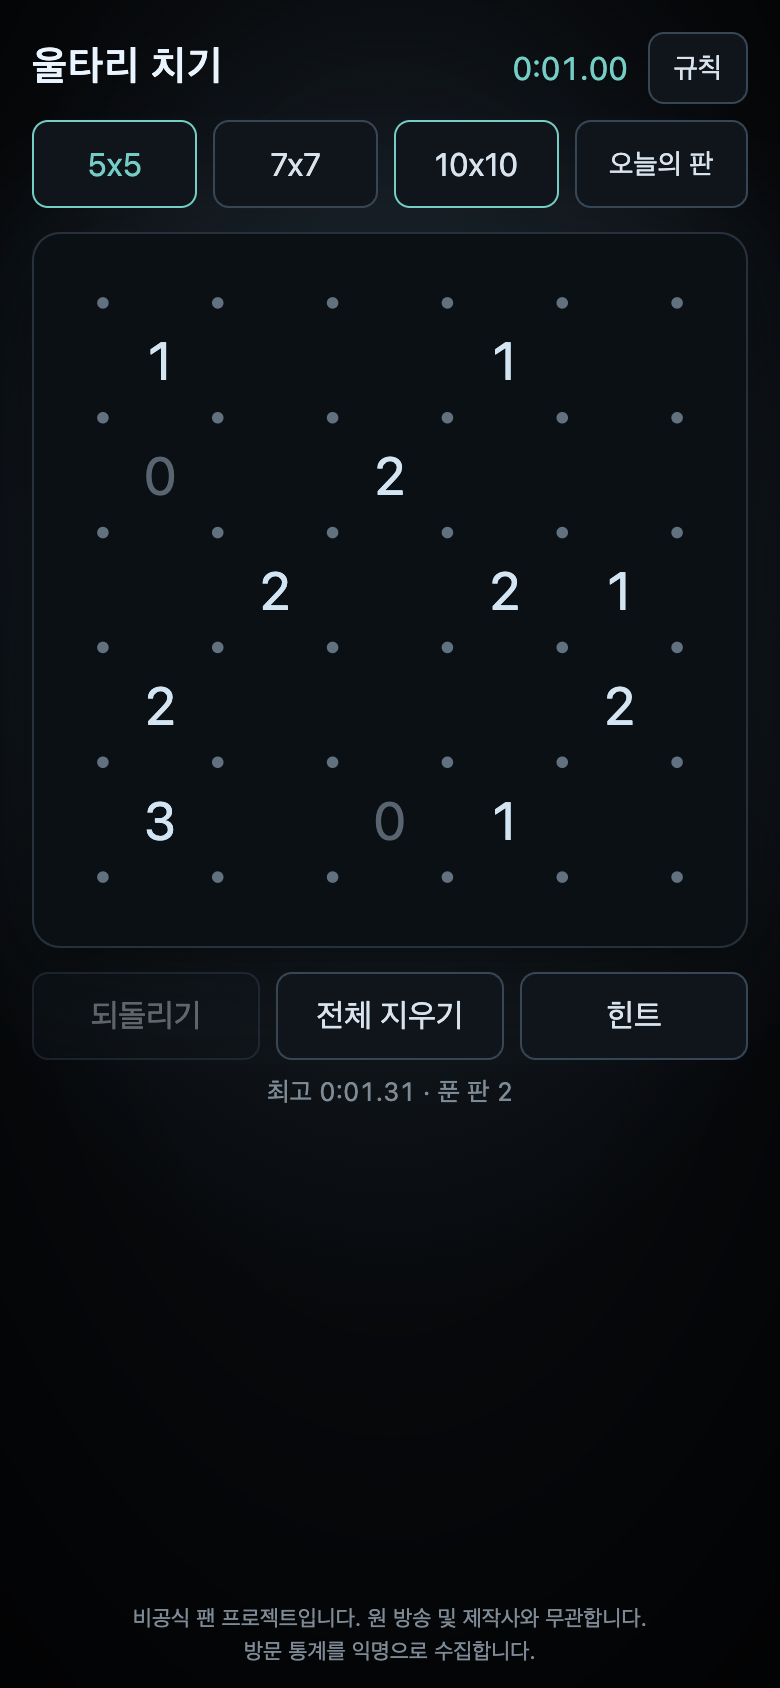 울타리 치기
0:01.00
규칙
5x5 7x7 10x10 오늘의 판
1 1
0 2
2 2 1
2 2
3 0 1
되돌리기 전체 지우기 힌트
최고 0:01.31 · 푼 판 2
비공식 팬 프로젝트입니다. 원 방송 및 제작사와 무관합니다.
방문 통계를 익명으로 수집합니다.